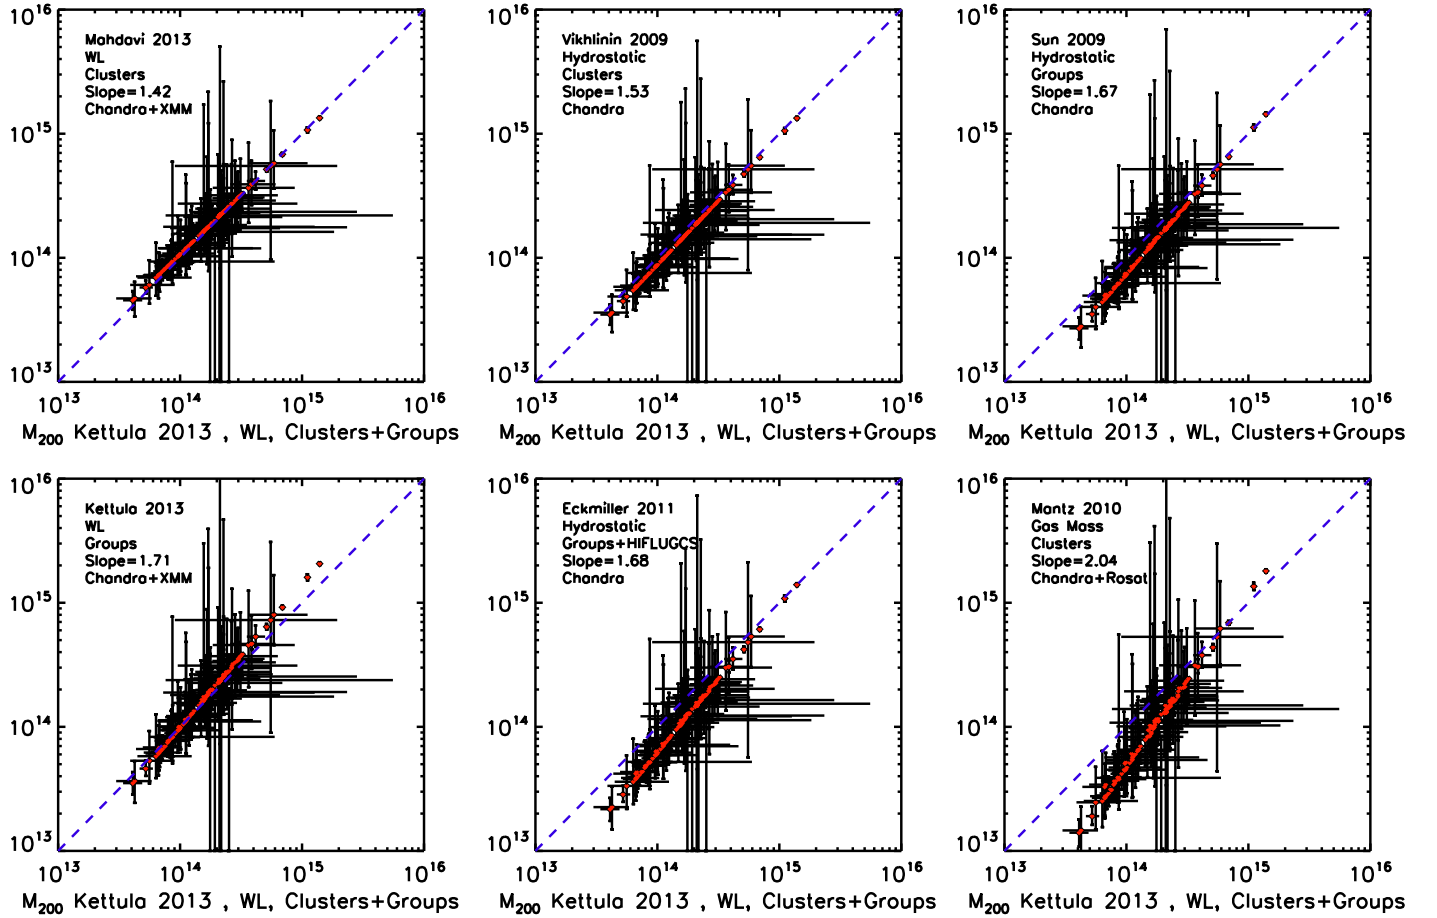 Mahdavi 2013
WL
Clusters
Slope=1.42
Chandra+XMM
10^16
10^15
10^14
10^13
10^13 10^14 10^15 10^16
M200 Kettula 2013 , WL, Clusters+Groups
Vikhlinin 2009
Hydrostatic
Clusters
Slope=1.53
Chandra
10^16
10^15
10^14
10^13
10^13 10^14 10^15 10^16
M200 Kettula 2013 , WL, Clusters+Groups
Sun 2009
Hydrostatic
Groups
Slope=1.67
Chandra
10^16
10^15
10^14
10^13
10^13 10^14 10^15 10^16
M200 Kettula 2013 , WL, Clusters+Groups
Kettula 2013
WL
Groups
Slope=1.71
Chandra+XMM
10^16
10^15
10^14
10^13
10^13 10^14 10^15 10^16
M200 Kettula 2013 , WL, Clusters+Groups
Eckmiller 2011
Hydrostatic
Groups+HIFLUGCS
Slope=1.68
Chandra
10^16
10^15
10^14
10^13
10^13 10^14 10^15 10^16
M200 Kettula 2013 , WL, Clusters+Groups
Mantz 2010
Gas Mass
Clusters
Slope=2.04
Chandra+Rosat
10^16
10^15
10^14
10^13
10^13 10^14 10^15 10^16
M200 Kettula 2013 , WL, Clusters+Groups